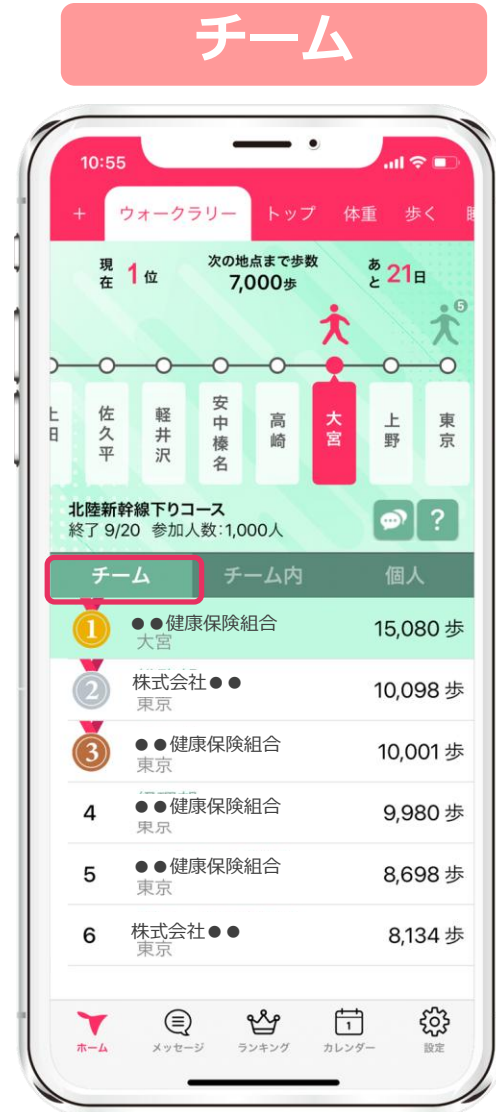 チーム
10:55
+ ウォークラリー トップ 体重 歩く
現在 1位 次の地点まで歩数 7,000歩 あと 21日
5
上田 佐久平 軽井沢 安中榛名 高崎 大宮 上野 東京
北陸新幹線下りコース
終了 9/20 参加人数:1,000人
?
チーム チーム内 個人
1 ●●健康保険組合 15,080 歩
大宮
2 株式会社●● 10,098 歩
東京
3 ●●健康保険組合 10,001 歩
東京
4 ●●健康保険組合 9,980 歩
東京
5 ●●健康保険組合 8,698 歩
東京
6 株式会社●● 8,134 歩
東京
1
ホーム メッセージ ランキング カレンダー 設定